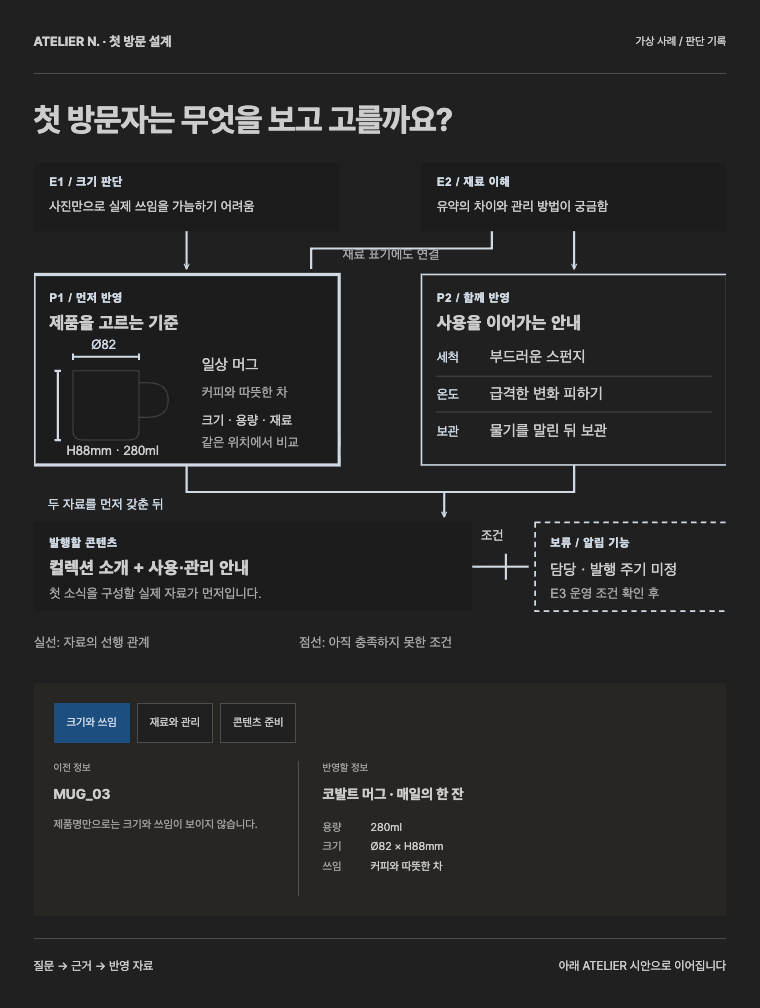 ATELIER N. · 첫 방문 설계
가상 사례 / 판단 기록
첫 방문자는 무엇을 보고 고를까요?
E1 / 크기 판단
사진만으로 실제 쓰임을 가늠하기 어려움
E2 / 재료 이해
유약의 차이와 관리 방법이 궁금함
재료 표기에도 연결
P1 / 먼저 반영
제품을 고르는 기준
Ø82
H88mm · 280ml
일상 머그
커피와 따뜻한 차
크기 · 용량 · 재료
같은 위치에서 비교
P2 / 함께 반영
사용을 이어가는 안내
세척 부드러운 스펀지
온도 급격한 변화 피하기
보관 물기를 말린 뒤 보관
두 자료를 먼저 갖춘 뒤
발행할 콘텐츠
컬렉션 소개 + 사용·관리 안내
첫 소식을 구성할 실제 자료가 먼저입니다.
조건
보류 / 알림 기능
담당 · 발행 주기 미정
E3 운영 조건 확인 후
실선: 자료의 선행 관계
점선: 아직 충족하지 못한 조건
크기와 쓰임
재료와 관리
콘텐츠 준비
이전 정보
MUG_03
제품명만으로는 크기와 쓰임이 보이지 않습니다.
반영할 정보
코발트 머그 · 매일의 한 잔
용량 280ml
크기 Ø82 × H88mm
쓰임 커피와 따뜻한 차
질문 → 근거 → 반영 자료
아래 ATELIER 시안으로 이어집니다